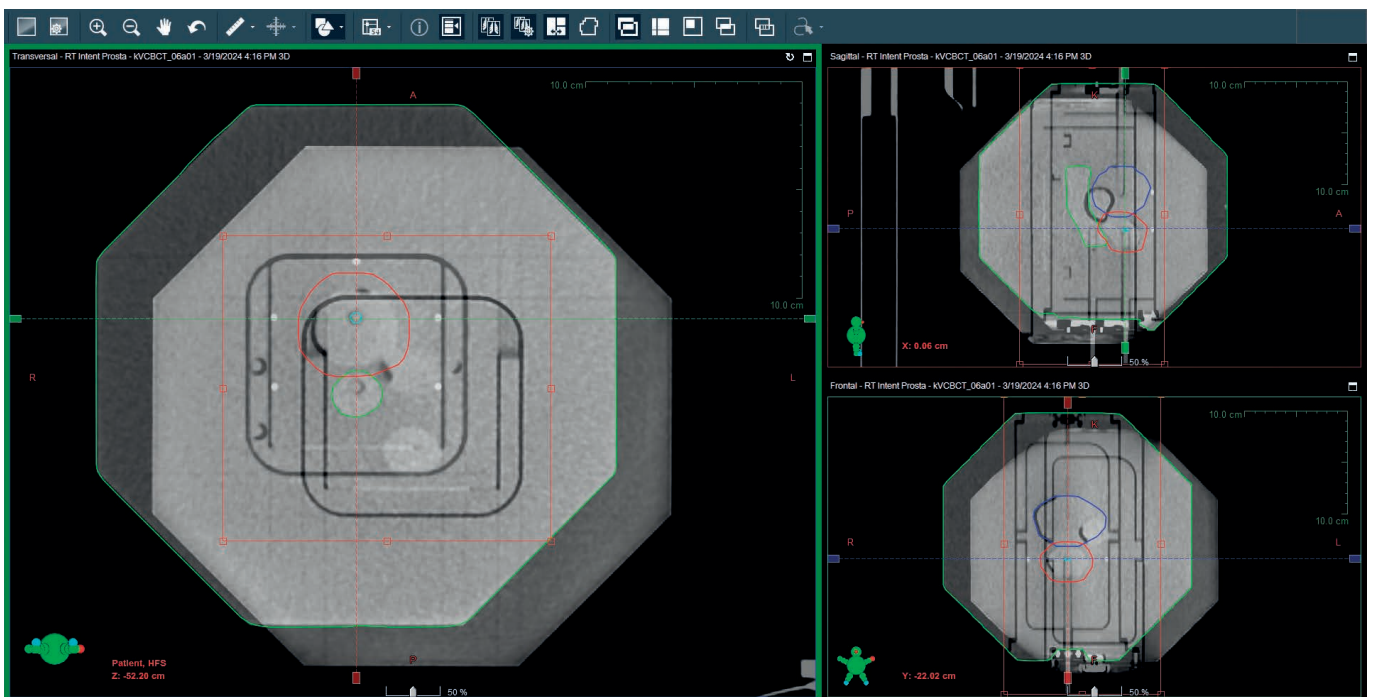 Transversal - RT Intent Prosta - kVCBCT_06a01 - 3/19/2024 4:16 PM 3D
A
10.0 cm
10.0 cm
R
L
P
Patient, HFS
Z: -52.20 cm
50 %
Sagittal - RT Intent Prosta - kVCBCT_06a01 - 3/19/2024 4:16 PM 3D
10.0 cm
10.0 cm
P
A
X: 0.06 cm
50 %
Frontal - RT Intent Prosta - kVCBCT_06a01 - 3/19/2024 4:16 PM 3D
10.0 cm
10.0 cm
R
L
Y: -22.02 cm
50 %